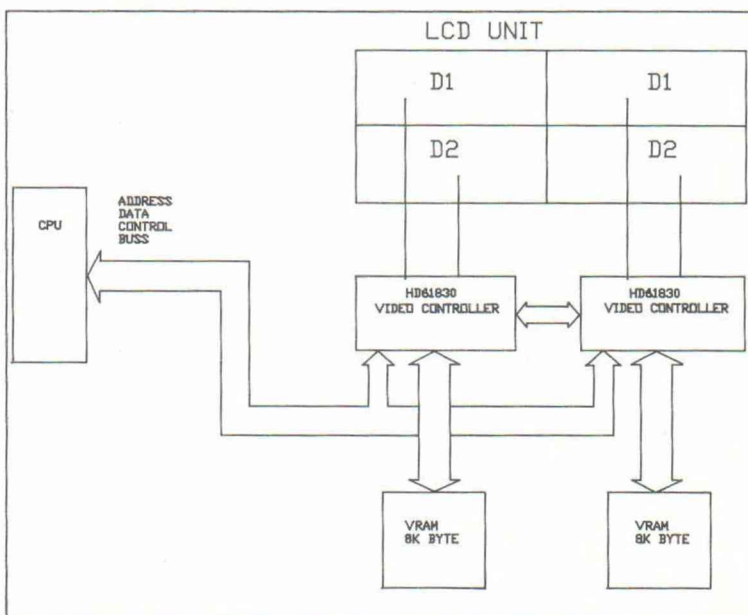 LCD UNIT
D1
D1
D2
D2
CPU
ADDRESS
DATA
CONTROL
BUSS
HD61830
VIDEO CONTROLLER
HD61830
VIDEO CONTROLLER
VRAM
8K BYTE
VRAM
8K BYTE